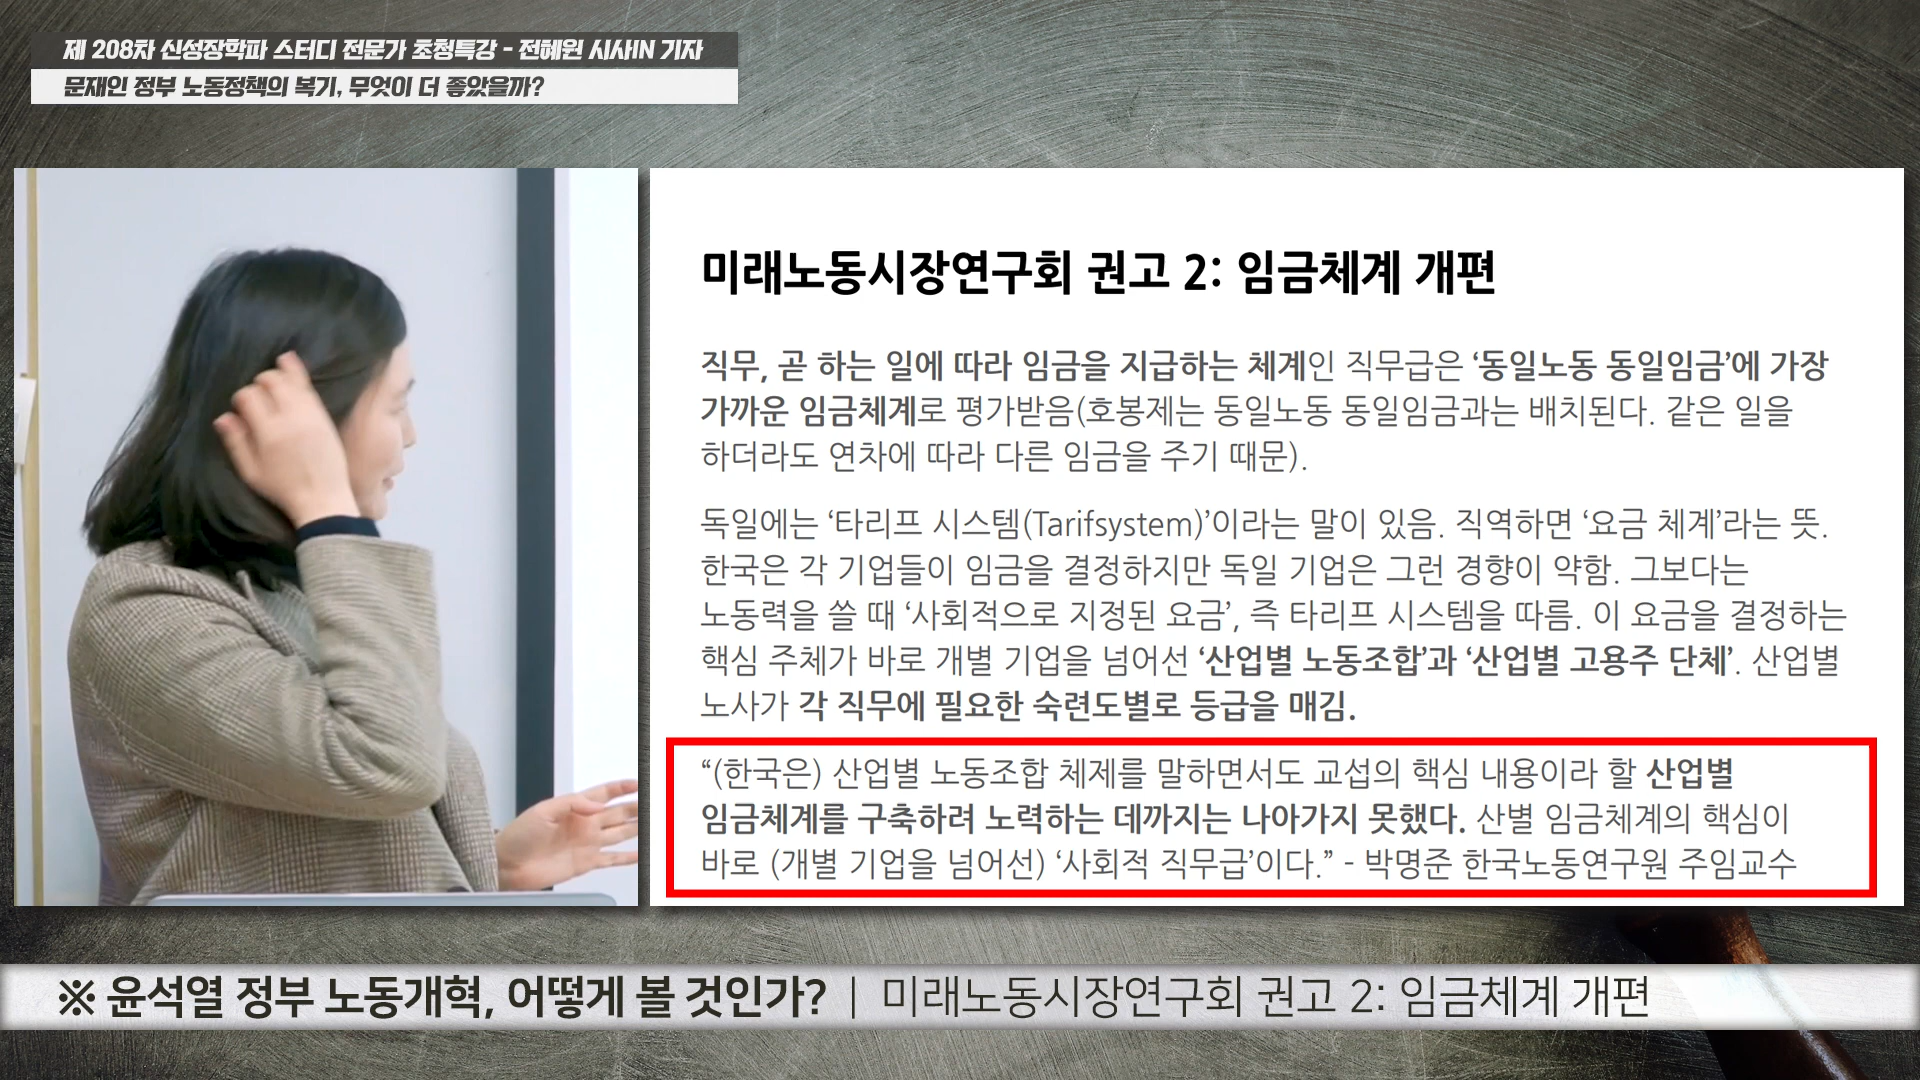 제 208차 신성장학파 스터디 전문가 초청특강 - 전혜원 시사IN 기자
문재인 정부 노동정책의 복기, 무엇이 더 좋았을까?
미래노동시장연구회 권고 2: 임금체계 개편
직무, 곧 하는 일에 따라 임금을 지급하는 체계인 직무급은 ‘동일노동 동일임금’에 가장
가까운 임금체계로 평가받음(호봉제는 동일노동 동일임금과는 배치된다. 같은 일을
하더라도 연차에 따라 다른 임금을 주기 때문).
독일에는 ‘타리프 시스템(Tarifsystem)’이라는 말이 있음. 직역하면 ‘요금 체계’라는 뜻.
한국은 각 기업들이 임금을 결정하지만 독일 기업은 그런 경향이 약함. 그보다는
노동력을 쓸 때 ‘사회적으로 지정된 요금’, 즉 타리프 시스템을 따름. 이 요금을 결정하는
핵심 주체가 바로 개별 기업을 넘어선 ‘산업별 노동조합’과 ‘산업별 고용주 단체’. 산업별
노사가 각 직무에 필요한 숙련도별로 등급을 매김.
“(한국은) 산업별 노동조합 체제를 말하면서도 교섭의 핵심 내용이라 할 산업별
임금체계를 구축하려 노력하는 데까지는 나아가지 못했다. 산별 임금체계의 핵심이
바로 (개별 기업을 넘어선) ‘사회적 직무급’이다.” - 박명준 한국노동연구원 주임교수
※ 윤석열 정부 노동개혁, 어떻게 볼 것인가? | 미래노동시장연구회 권고 2: 임금체계 개편